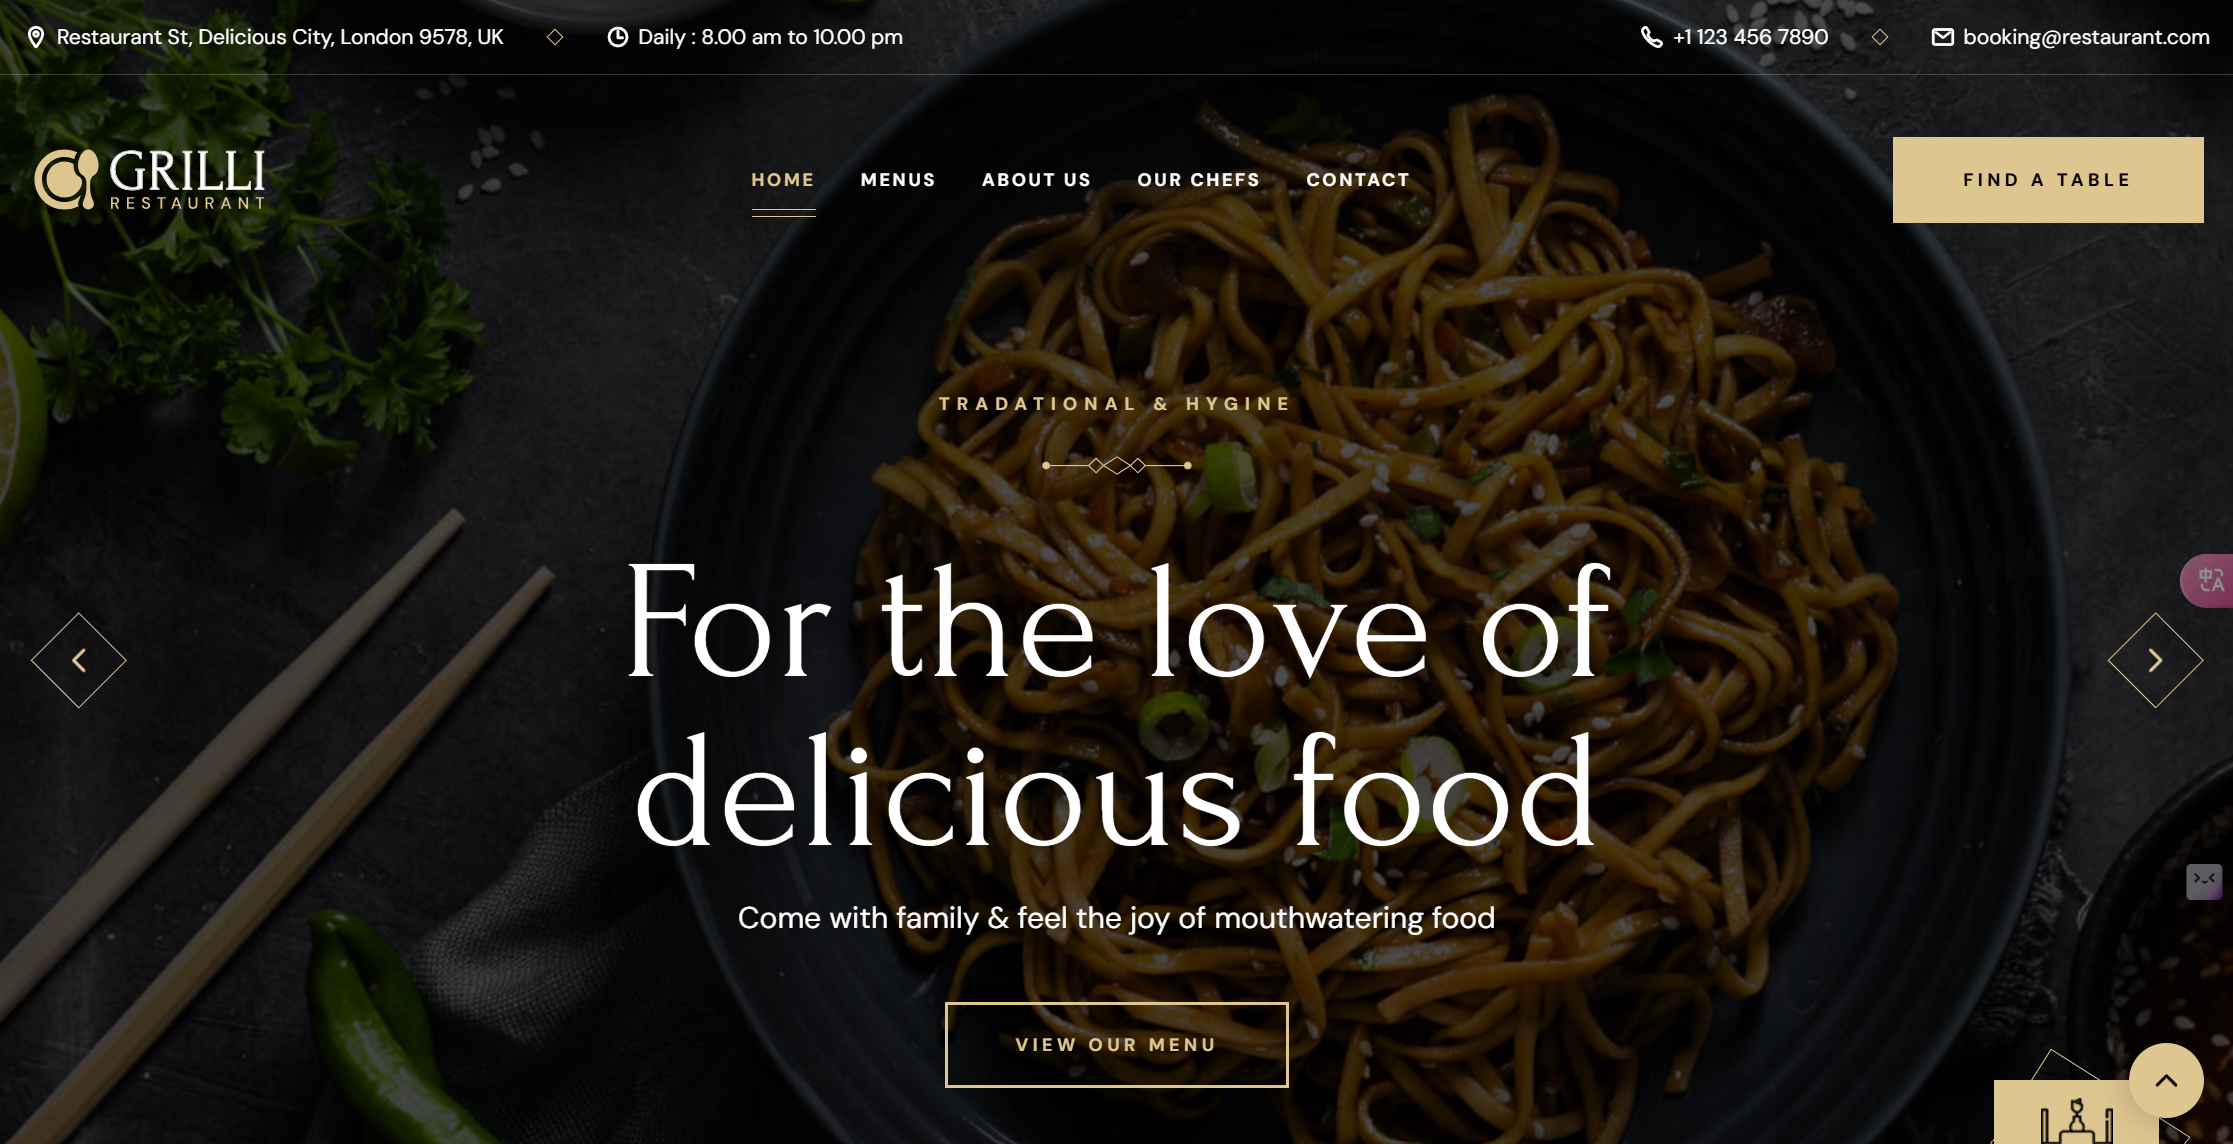 Restaurant St, Delicious City, London 9578, UK
Daily : 8.00 am to 10.00 pm
+1 123 456 7890
booking@restaurant.com
GRILLI
RESTAURANT
HOME
MENUS
ABOUT US
OUR CHEFS
CONTACT
FIND A TABLE
TRADATIONAL & HYGINE
For the love of
delicious food
Come with family & feel the joy of mouthwatering food
VIEW OUR MENU
中A